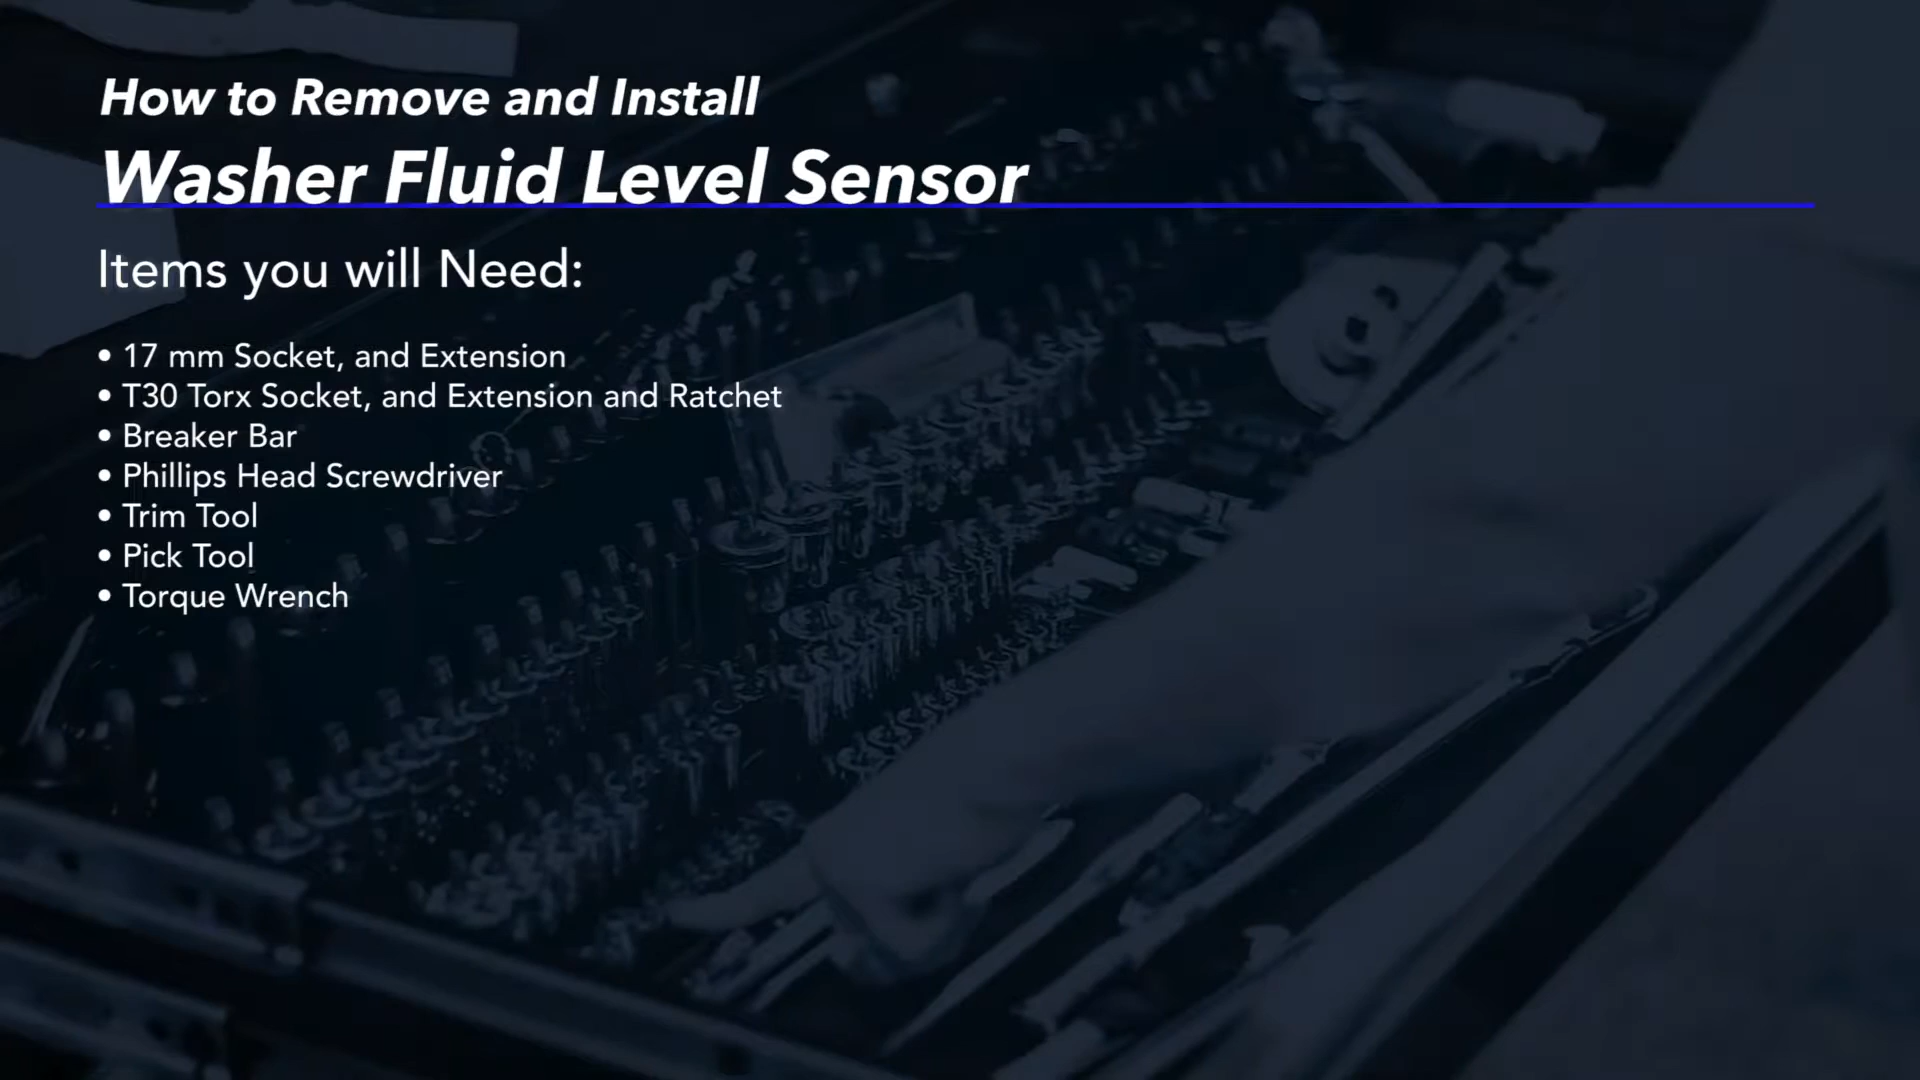 How to Remove and Install
Washer Fluid Level Sensor
Items you will Need:
• 17 mm Socket, and Extension
• T30 Torx Socket, and Extension and Ratchet
• Breaker Bar
• Phillips Head Screwdriver
• Trim Tool
• Pick Tool
• Torque Wrench